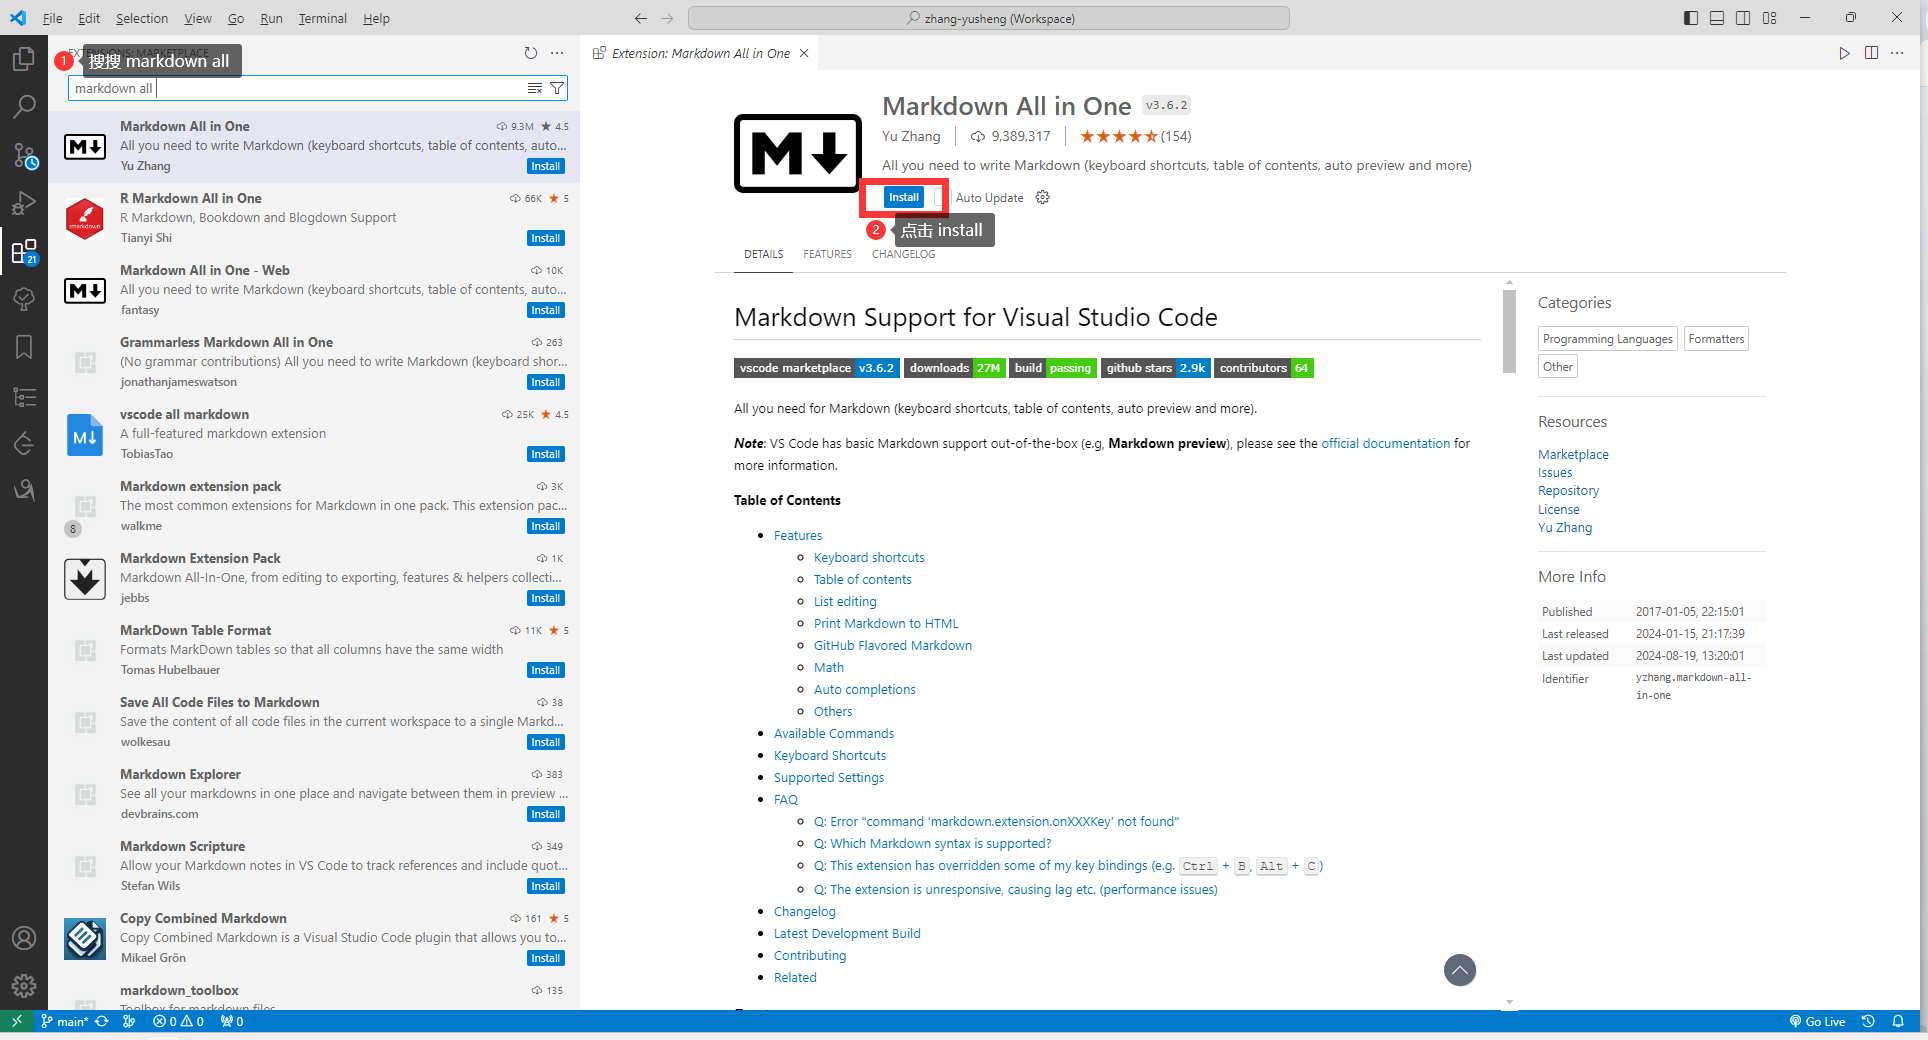 File Edit Selection View Go Run Terminal Help
zhang-yusheng (Workspace)
EXTENSIONS: MARKETPLACE
1 搜搜 markdown all
markdown all
Markdown All in One 9.3M 4.5
All you need to write Markdown (keyboard shortcuts, table of contents, auto...
Yu Zhang Install
R Markdown All in One 66K 5
R Markdown, Bookdown and Blogdown Support
Tianyi Shi Install
Markdown All in One - Web 10K
All you need to write Markdown (keyboard shortcuts, table of contents, auto...
fantasy Install
Grammarless Markdown All in One 263
(No grammar contributions) All you need to write Markdown (keyboard shor...
jonathanjameswatson Install
vscode all markdown 25K 4.5
A full-featured markdown extension
TobiasTao Install
Markdown extension pack 3K
The most common extensions for Markdown in one pack. This extension pac...
8 walkme Install
Markdown Extension Pack 1K
Markdown All-In-One, from editing to exporting, features & helpers collecti...
jebbs Install
MarkDown Table Format 11K 5
Formats MarkDown tables so that all columns have the same width
Tomas Hubelbauer Install
Save All Code Files to Markdown 38
Save the content of all code files in the current workspace to a single Markd...
wolkesau Install
Markdown Explorer 383
See all your markdowns in one place and navigate between them in preview ...
devbrains.com Install
Markdown Scripture 349
Allow your Markdown notes in VS Code to track references and include quot...
Stefan Wils Install
Copy Combined Markdown 161 5
Copy Combined Markdown is a Visual Studio Code plugin that allows you to...
Mikael Grön Install
markdown_toolbox 135
Toolbox for markdown files
21
Extension: Markdown All in One
M↓
Markdown All in One v3.6.2
Yu Zhang 9,389,317 (154)
All you need to write Markdown (keyboard shortcuts, table of contents, auto preview and more)
Install Auto Update
2 点击 install
DETAILS FEATURES CHANGELOG
Markdown Support for Visual Studio Code
vscode marketplace v3.6.2 downloads 27M build passing github stars 2.9k contributors 64
All you need for Markdown (keyboard shortcuts, table of contents, auto preview and more).
Note: VS Code has basic Markdown support out-of-the-box (e.g, Markdown preview), please see the official documentation for
more information.
Table of Contents
Features
Keyboard shortcuts
Table of contents
List editing
Print Markdown to HTML
GitHub Flavored Markdown
Math
Auto completions
Others
Available Commands
Keyboard Shortcuts
Supported Settings
FAQ
Q: Error "command 'markdown.extension.onXXXKey' not found"
Q: Which Markdown syntax is supported?
Q: This extension has overridden some of my key bindings (e.g. Ctrl + B, Alt + C)
Q: The extension is unresponsive, causing lag etc. (performance issues)
Changelog
Latest Development Build
Contributing
Related
Categories
Programming Languages Formatters
Other
Resources
Marketplace
Issues
Repository
License
Yu Zhang
More Info
Published 2017-01-05, 22:15:01
Last released 2024-01-15, 21:17:39
Last updated 2024-08-19, 13:20:01
Identifier yzhang.markdown-all-
in-one
main* 0 0 0 Go Live